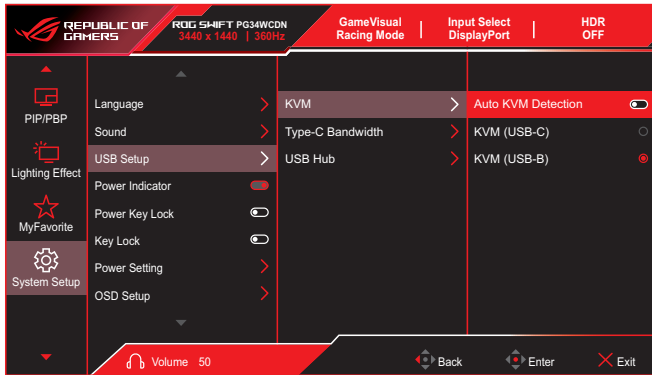 REPUBLIC OF
GAMERS
ROG SWIFT PG34WCDN
3440 x 1440 | 360Hz
GameVisual
Racing Mode
Input Select
DisplayPort
HDR
OFF
PIP/PBP
Lighting Effect
MyFavorite
System Setup
Language
Sound
USB Setup
Power Indicator
Power Key Lock
Key Lock
Power Setting
OSD Setup
KVM
Type-C Bandwidth
USB Hub
Auto KVM Detection
KVM (USB-C)
KVM (USB-B)
Volume 50
Back
Enter
Exit